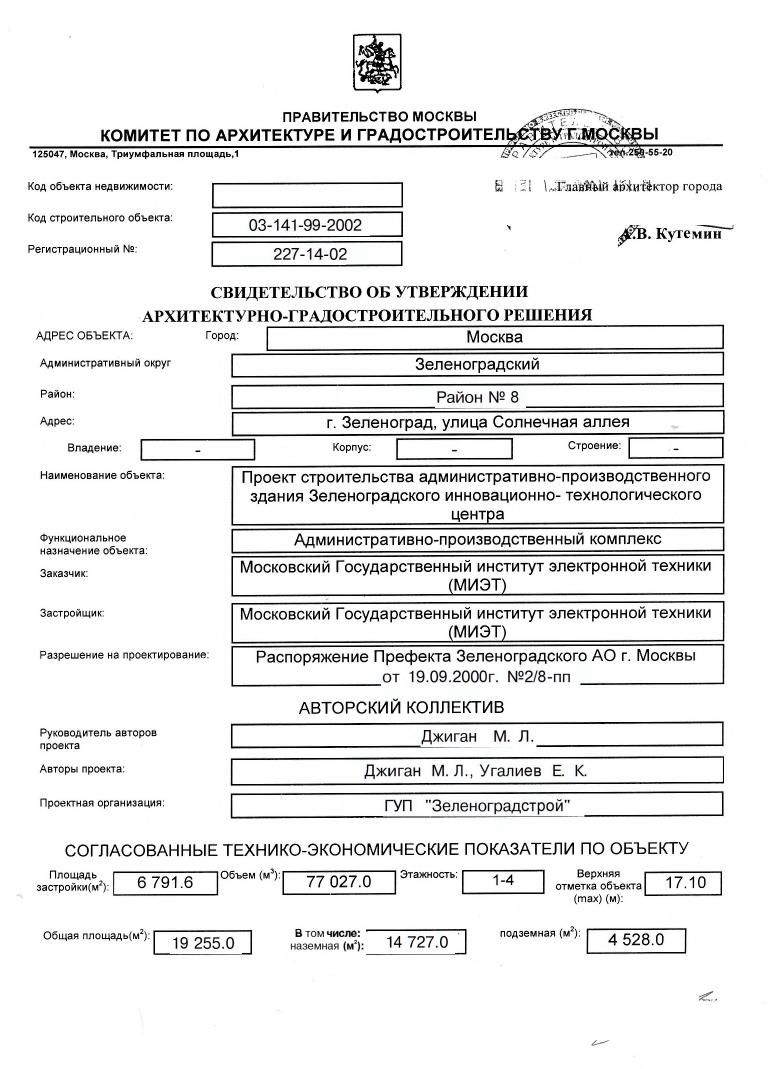 ПРАВИТЕЛЬСТВО МОСКВЫ
КОМИТЕТ ПО АРХИТЕКТУРЕ И ГРАДОСТРОИТЕЛЬСТВУ Г.МОСКВЫ
125047, Москва, Триумфальная площадь,1 тел.250-55-20
Код объекта недвижимости:
Главный архитектор города
Код строительного объекта: 03-141-99-2002
А.В. Кутемин
Регистрационный №: 227-14-02
СВИДЕТЕЛЬСТВО ОБ УТВЕРЖДЕНИИ
АРХИТЕКТУРНО-ГРАДОСТРОИТЕЛЬНОГО РЕШЕНИЯ
АДРЕС ОБЪЕКТА: Город: Москва
Административный округ Зеленоградский
Район: Район № 8
Адрес: г. Зеленоград, улица Солнечная аллея
Владение: - Корпус: - Строение: -
Наименование объекта: Проект строительства административно-производственного
здания Зеленоградского инновационно- технологического
центра
Функциональное
назначение объекта: Административно-производственный комплекс
Заказчик: Московский Государственный институт электронной техники
(МИЭТ)
Застройщик: Московский Государственный институт электронной техники
(МИЭТ)
Разрешение на проектирование: Распоряжение Префекта Зеленоградского АО г. Москвы
от 19.09.2000г. №2/8-пп
АВТОРСКИЙ КОЛЛЕКТИВ
Руководитель авторов
проекта Джиган М. Л.
Авторы проекта: Джиган М. Л., Угалиев Е. К.
Проектная организация: ГУП "Зеленоградстрой"
СОГЛАСОВАННЫЕ ТЕХНИКО-ЭКОНОМИЧЕСКИЕ ПОКАЗАТЕЛИ ПО ОБЪЕКТУ
Площадь
застройки(м²): 6 791.6 Объем (м³): 77 027.0 Этажность: 1-4 Верхняя
отметка объекта
(max) (м): 17.10
Общая площадь(м²): 19 255.0 В том числе:
наземная (м²): 14 727.0 подземная (м²): 4 528.0